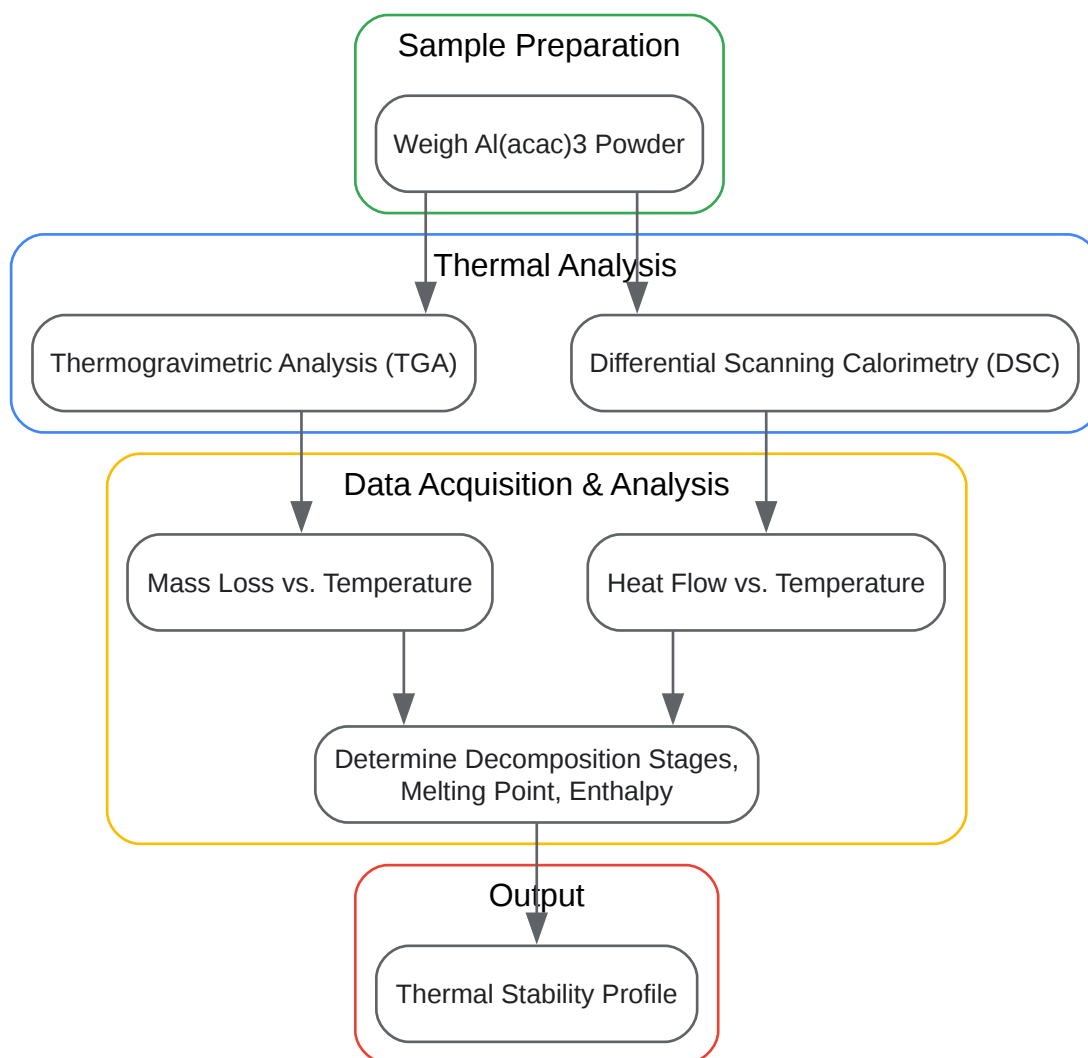 Sample Preparation
Weigh Al(acac)3 Powder
Thermal Analysis
Thermogravimetric Analysis (TGA)
Differential Scanning Calorimetry (DSC)
Data Acquisition & Analysis
Mass Loss vs. Temperature
Heat Flow vs. Temperature
Determine Decomposition Stages,
Melting Point, Enthalpy
Output
Thermal Stability Profile